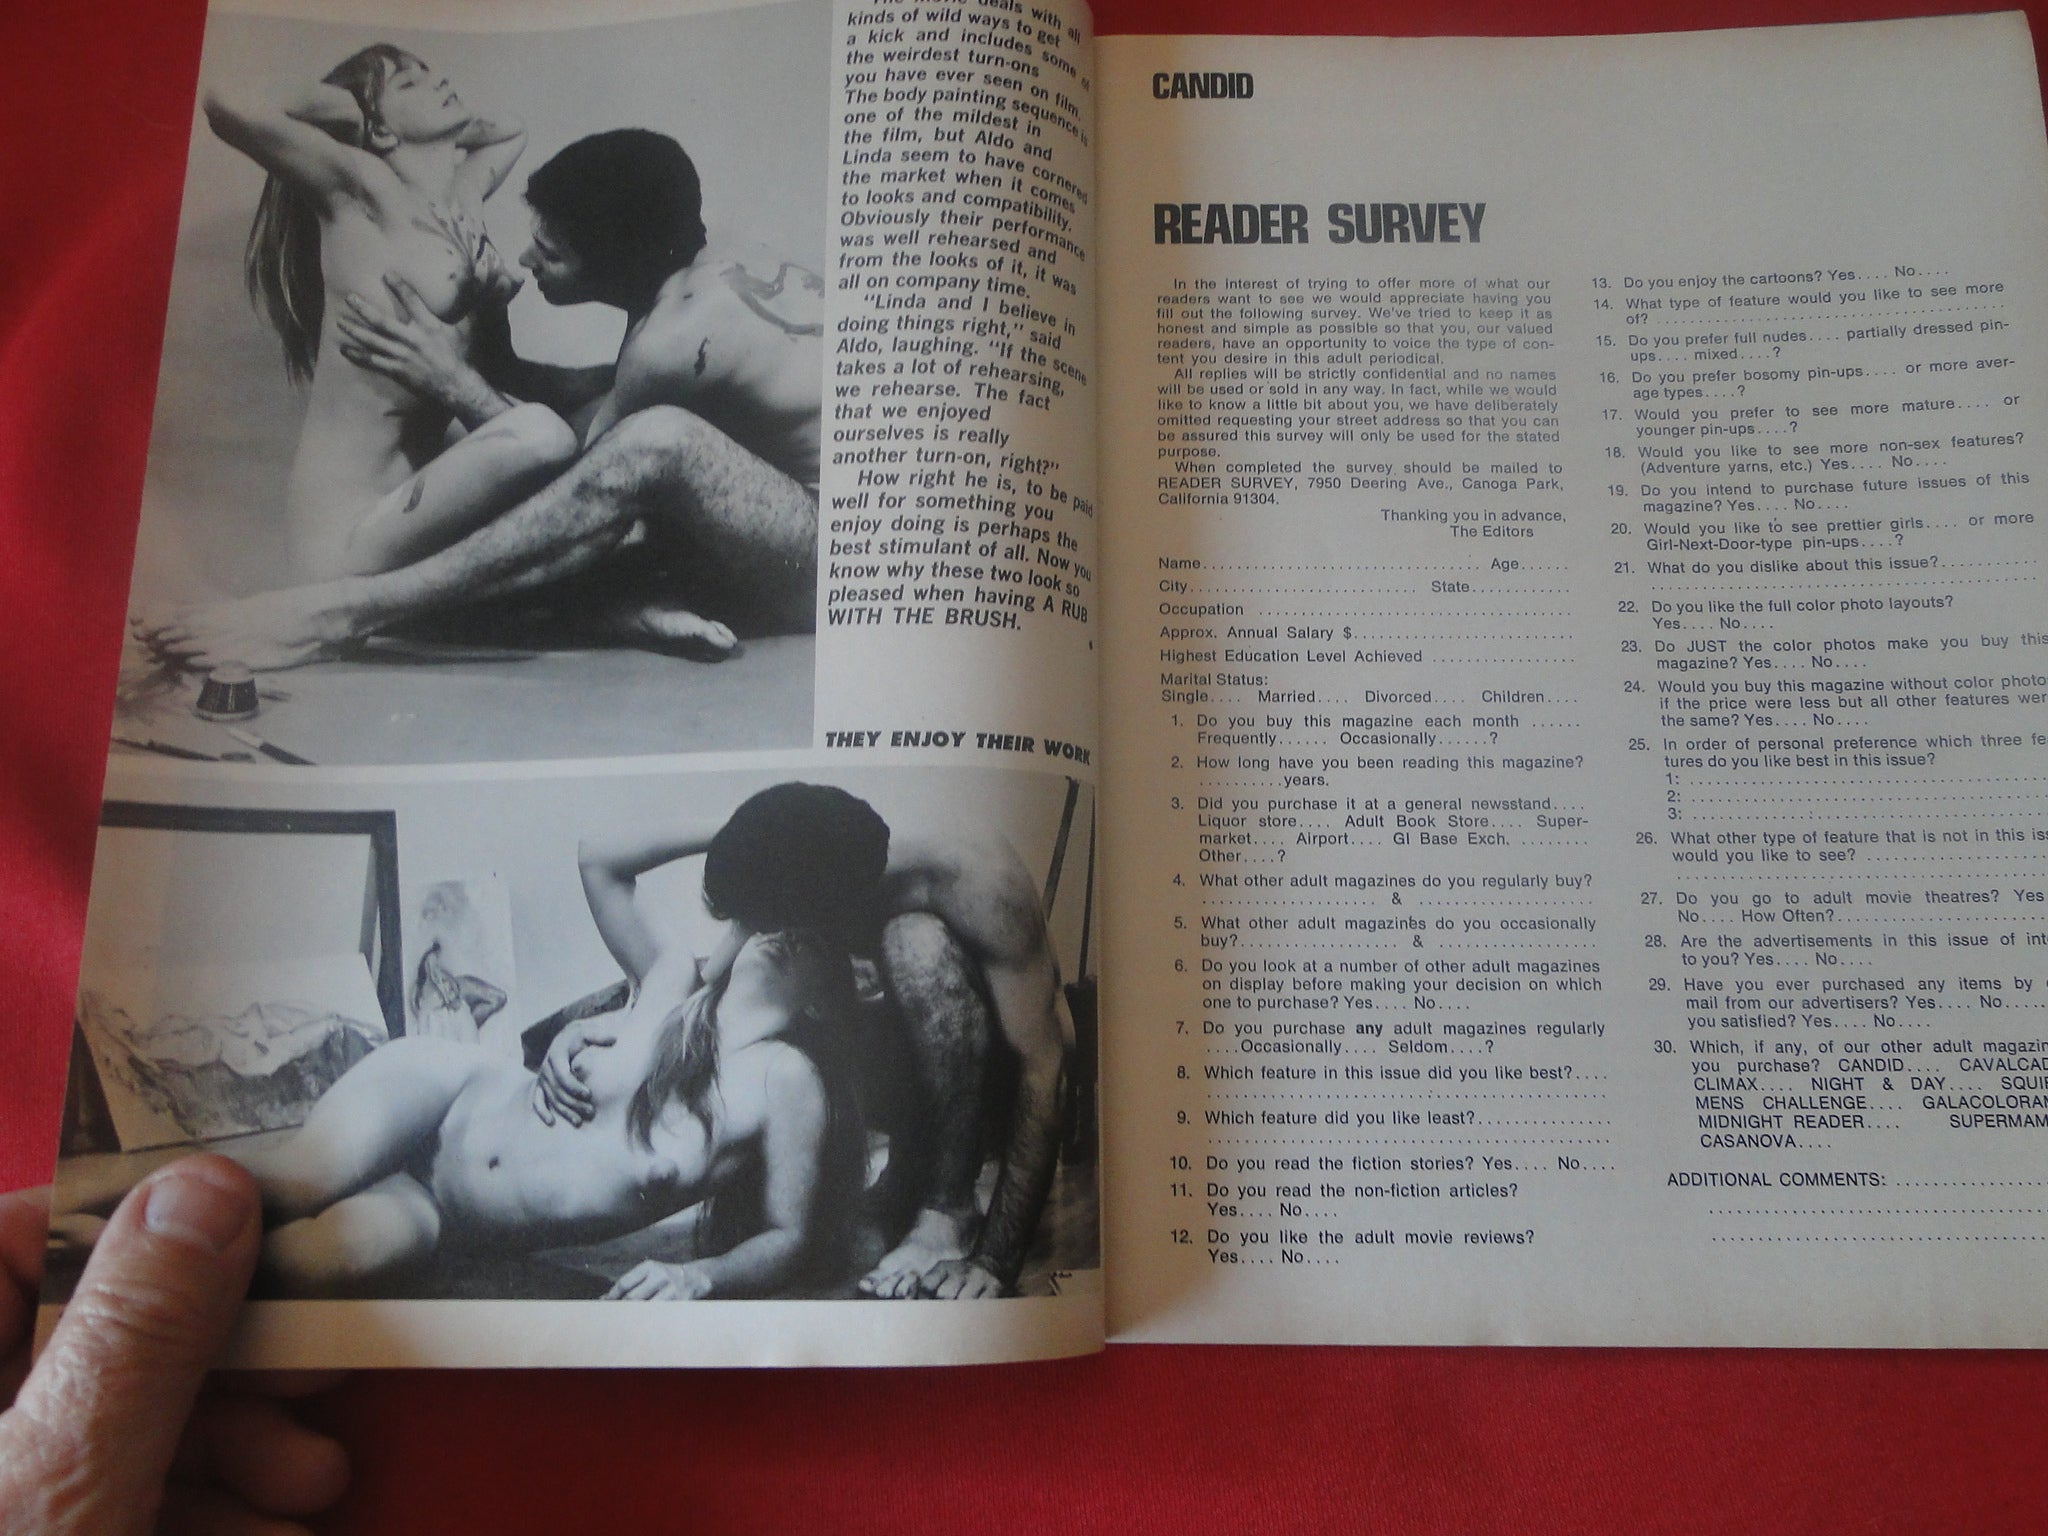 The movie deals with all
kinds of wild ways to get
a kick and includes some of
the weirdest turn-ons
you have ever seen on film.
The body painting sequence is
one of the mildest in
the film, but Aldo and
Linda seem to have cornered
the market when it comes
to looks and compatibility.
Obviously their performance
was well rehearsed and
from the looks of it, it was
all on company time.
"Linda and I believe in
doing things right," said
Aldo, laughing. "If the scene
takes a lot of rehearsing,
we rehearse. The fact
that we enjoyed
ourselves is really
another turn-on, right?"
How right he is, to be paid
well for something you
enjoy doing is perhaps the
best stimulant of all. Now you
know why these two look so
pleased when having A RUB
WITH THE BRUSH.
THEY ENJOY THEIR WORK
CANDID
READER SURVEY
In the interest of trying to offer more of what our
readers want to see we would appreciate having you
fill out the following survey. We've tried to keep it as
honest and simple as possible so that you, our valued
readers, have an opportunity to voice the type of con-
tent you desire in this adult periodical.
All replies will be strictly confidential and no names
will be used or sold in any way. In fact, while we would
like to know a little bit about you, we have deliberately
omitted requesting your street address so that you can
be assured this survey will only be used for the stated
purpose.
When completed the survey should be mailed to
READER SURVEY, 7950 Deering Ave., Canoga Park,
California 91304.
Thanking you in advance,
The Editors
Name.............................. Age......
City.............................. State............
Occupation ..................................
Approx. Annual Salary $........................
Highest Education Level Achieved .................
Marital Status:
Single.... Married.... Divorced.... Children....
1. Do you buy this magazine each month ......
Frequently...... Occasionally......?
2. How long have you been reading this magazine?
..........years.
3. Did you purchase it at a general newsstand....
Liquor store.... Adult Book Store.... Super-
market.... Airport.... GI Base Exch. ........
Other....?
4. What other adult magazines do you regularly buy?
.................... & ....................
5. What other adult magazines do you occasionally
buy?.................. & ..................
6. Do you look at a number of other adult magazines
on display before making your decision on which
one to purchase? Yes.... No....
7. Do you purchase any adult magazines regularly
....Occasionally.... Seldom....?
8. Which feature in this issue did you like best?....
..............................................
9. Which feature did you like least?...............
..............................................
10. Do you read the fiction stories? Yes.... No....
11. Do you read the non-fiction articles?
Yes.... No....
12. Do you like the adult movie reviews?
Yes.... No....
13. Do you enjoy the cartoons? Yes.... No....
14. What type of feature would you like to see more
of? ........................................
15. Do you prefer full nudes.... partially dressed pin-
ups.... mixed....?
16. Do you prefer bosomy pin-ups.... or more aver-
age types....?
17. Would you prefer to see more mature.... or
younger pin-ups....?
18. Would you like to see more non-sex features?
(Adventure yarns, etc.) Yes.... No....
19. Do you intend to purchase future issues of this
magazine? Yes.... No....
20. Would you like to see prettier girls.... or more
Girl-Next-Door-type pin-ups....?
21. What do you dislike about this issue?...........
..............................................
22. Do you like the full color photo layouts?
Yes.... No....
23. Do JUST the color photos make you buy this
magazine? Yes.... No....
24. Would you buy this magazine without color photo
if the price were less but all other features wer
the same? Yes.... No....
25. In order of personal preference which three fe
tures do you like best in this issue?
1: ........................................
2: ........................................
3: ........................................
26. What other type of feature that is not in this iss
would you like to see? ....................
..............................................
27. Do you go to adult movie theatres? Yes
No.... How Often?........................
28. Are the advertisements in this issue of int
to you? Yes.... No....
29. Have you ever purchased any items by
mail from our advertisers? Yes.... No.....
you satisfied? Yes.... No....
30. Which, if any, of our other adult magazin
you purchase? CANDID.... CAVALCAD
CLIMAX.... NIGHT & DAY.... SQUI
MENS CHALLENGE.... GALACOLORA
MIDNIGHT READER.... SUPERMAM
CASANOVA....
ADDITIONAL COMMENTS: ....................
..............................................
..............................................